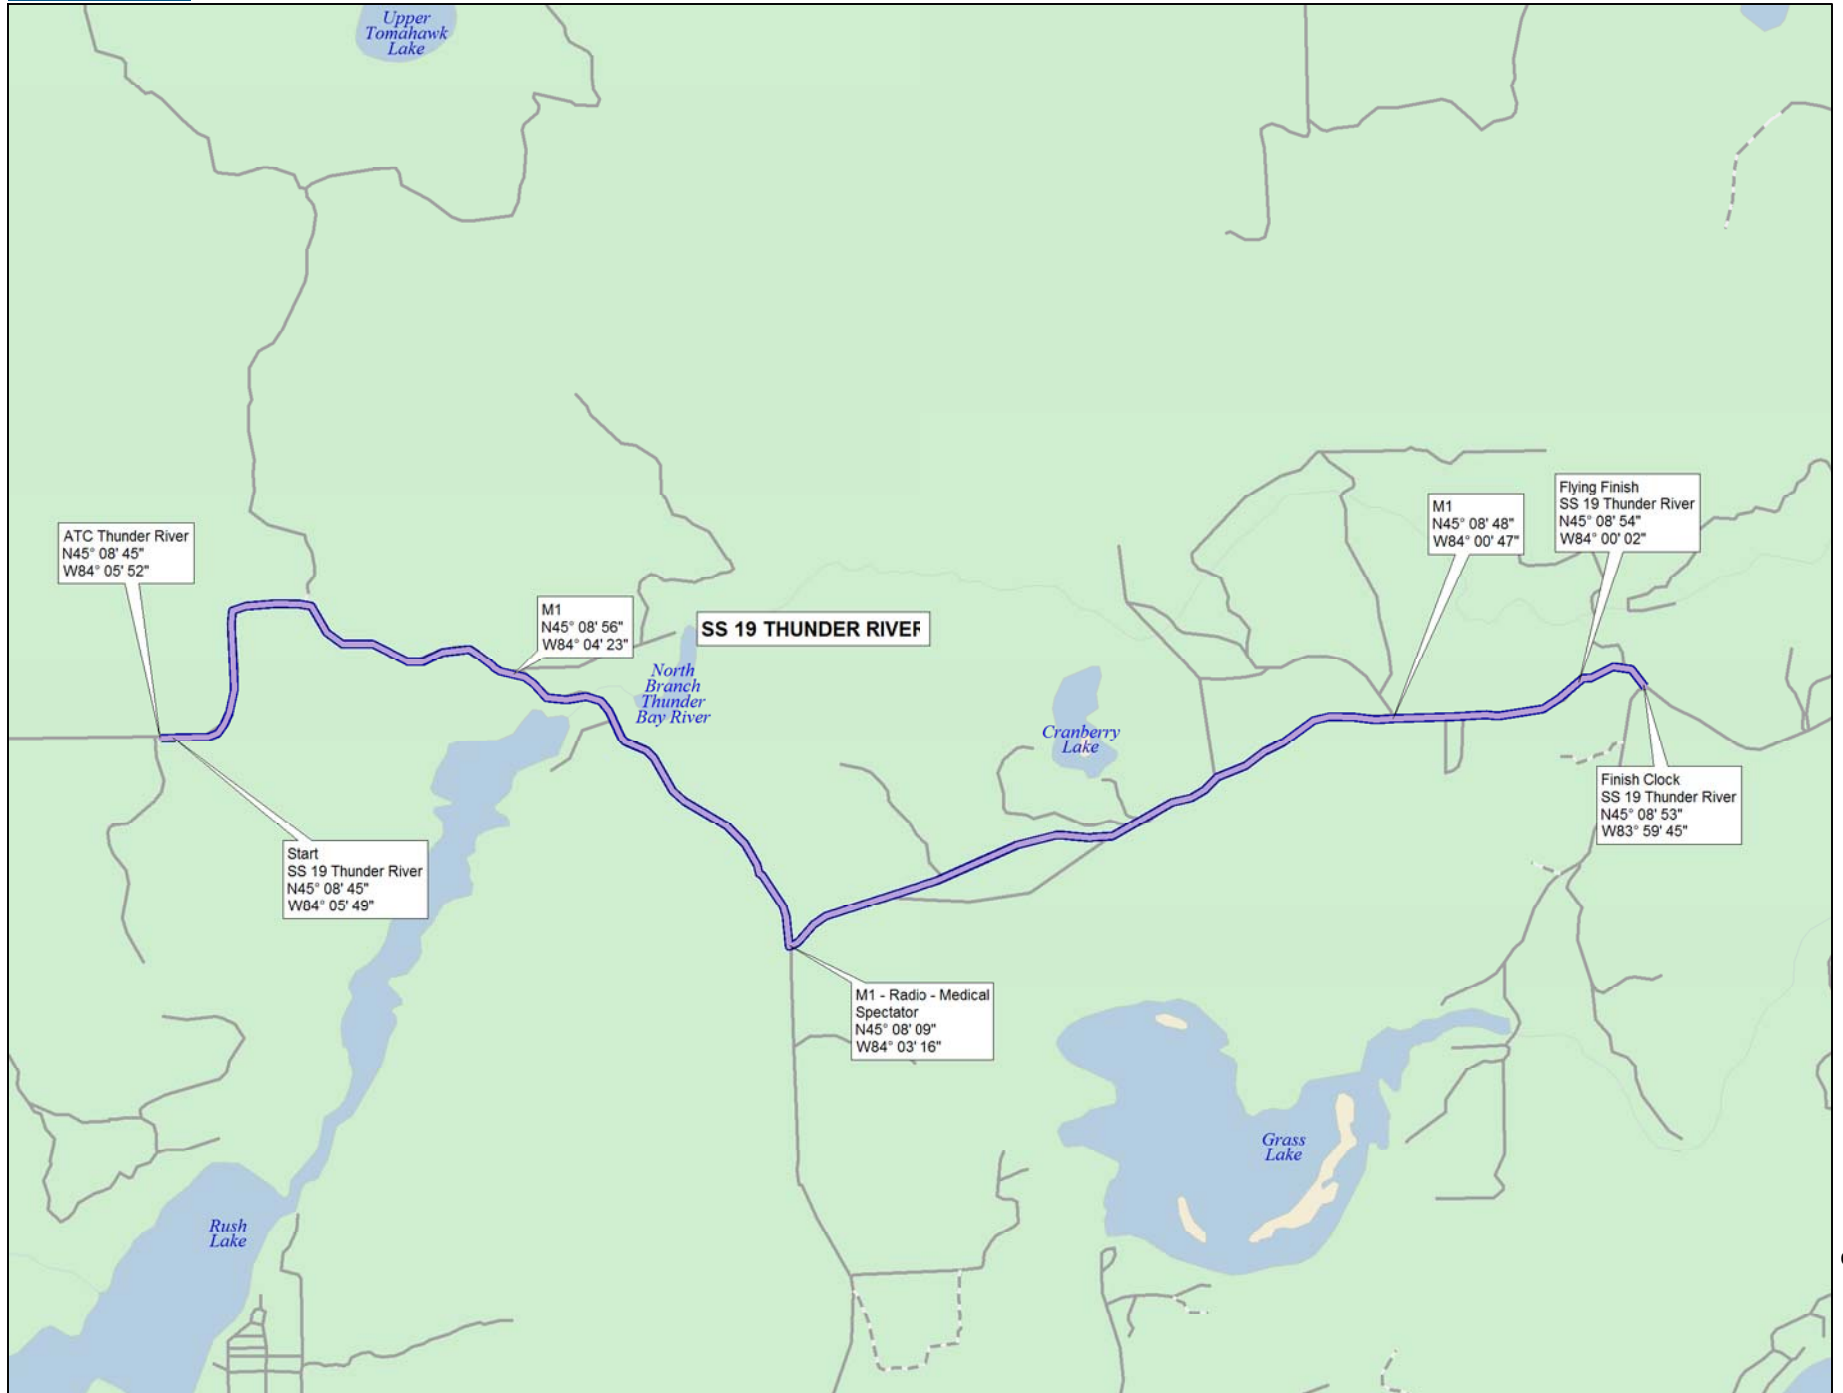 Upper
Tomahawk
Lake
ATC Thunder River
N45° 08' 45"
W84° 05' 52"
M1
N45° 08' 56"
W84° 04' 23"
SS 19 THUNDER RIVER
North
Branch
Thunder
Bay River
Cranberry
Lake
M1
N45° 08' 48"
W84° 00' 47"
Flying Finish
SS 19 Thunder River
N45° 08' 54"
W84° 00' 02"
Finish Clock
SS 19 Thunder River
N45° 08' 53"
W83° 59' 45"
Start
SS 19 Thunder River
N45° 08' 45"
W84° 05' 49"
M1 - Radio - Medical
Spectator
N45° 08' 09"
W84° 03' 16"
Grass
Lake
Rush
Lake